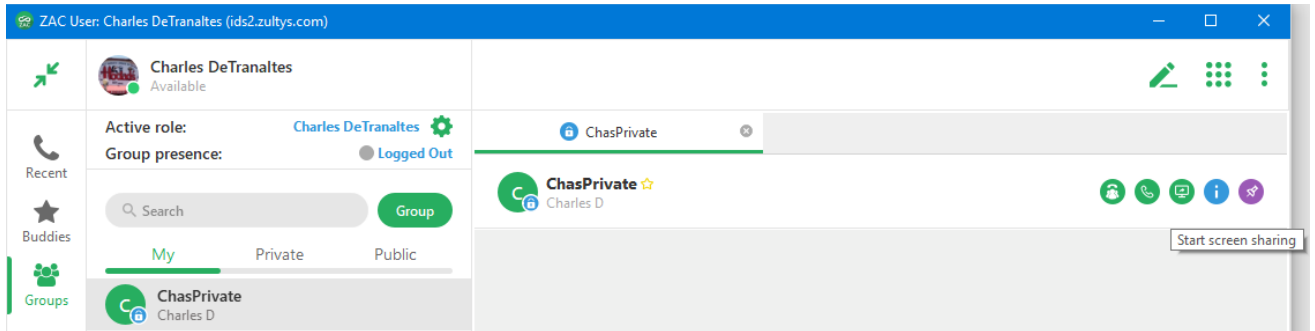 ZAC User: Charles DeTranaltes (ids2.zultys.com)
Charles DeTranaltes
Available
Active role: Charles DeTranaltes
Group presence: Logged Out
Recent
Buddies
Groups
Search Group
My Private Public
C ChasPrivate
Charles D
ChasPrivate
C ChasPrivate
Charles D
Start screen sharing